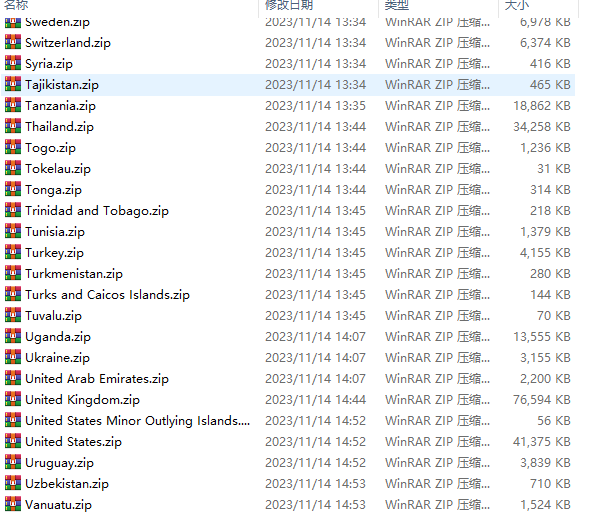 名称 修改日期 类型 大小
Sweden.zip 2023/11/14 13:34 WinRAR ZIP 压缩... 6,978 KB
Switzerland.zip 2023/11/14 13:34 WinRAR ZIP 压缩... 6,374 KB
Syria.zip 2023/11/14 13:34 WinRAR ZIP 压缩... 416 KB
Tajikistan.zip 2023/11/14 13:34 WinRAR ZIP 压缩... 465 KB
Tanzania.zip 2023/11/14 13:35 WinRAR ZIP 压缩... 18,862 KB
Thailand.zip 2023/11/14 13:44 WinRAR ZIP 压缩... 34,258 KB
Togo.zip 2023/11/14 13:44 WinRAR ZIP 压缩... 1,236 KB
Tokelau.zip 2023/11/14 13:44 WinRAR ZIP 压缩... 31 KB
Tonga.zip 2023/11/14 13:44 WinRAR ZIP 压缩... 314 KB
Trinidad and Tobago.zip 2023/11/14 13:45 WinRAR ZIP 压缩... 218 KB
Tunisia.zip 2023/11/14 13:45 WinRAR ZIP 压缩... 1,379 KB
Turkey.zip 2023/11/14 13:45 WinRAR ZIP 压缩... 4,155 KB
Turkmenistan.zip 2023/11/14 13:45 WinRAR ZIP 压缩... 280 KB
Turks and Caicos Islands.zip 2023/11/14 13:45 WinRAR ZIP 压缩... 144 KB
Tuvalu.zip 2023/11/14 13:45 WinRAR ZIP 压缩... 70 KB
Uganda.zip 2023/11/14 14:07 WinRAR ZIP 压缩... 13,555 KB
Ukraine.zip 2023/11/14 14:07 WinRAR ZIP 压缩... 3,155 KB
United Arab Emirates.zip 2023/11/14 14:07 WinRAR ZIP 压缩... 2,200 KB
United Kingdom.zip 2023/11/14 14:44 WinRAR ZIP 压缩... 76,594 KB
United States Minor Outlying Islands.... 2023/11/14 14:52 WinRAR ZIP 压缩... 56 KB
United States.zip 2023/11/14 14:52 WinRAR ZIP 压缩... 41,375 KB
Uruguay.zip 2023/11/14 14:52 WinRAR ZIP 压缩... 3,839 KB
Uzbekistan.zip 2023/11/14 14:53 WinRAR ZIP 压缩... 710 KB
Vanuatu.zip 2023/11/14 14:53 WinRAR ZIP 压缩... 1,524 KB